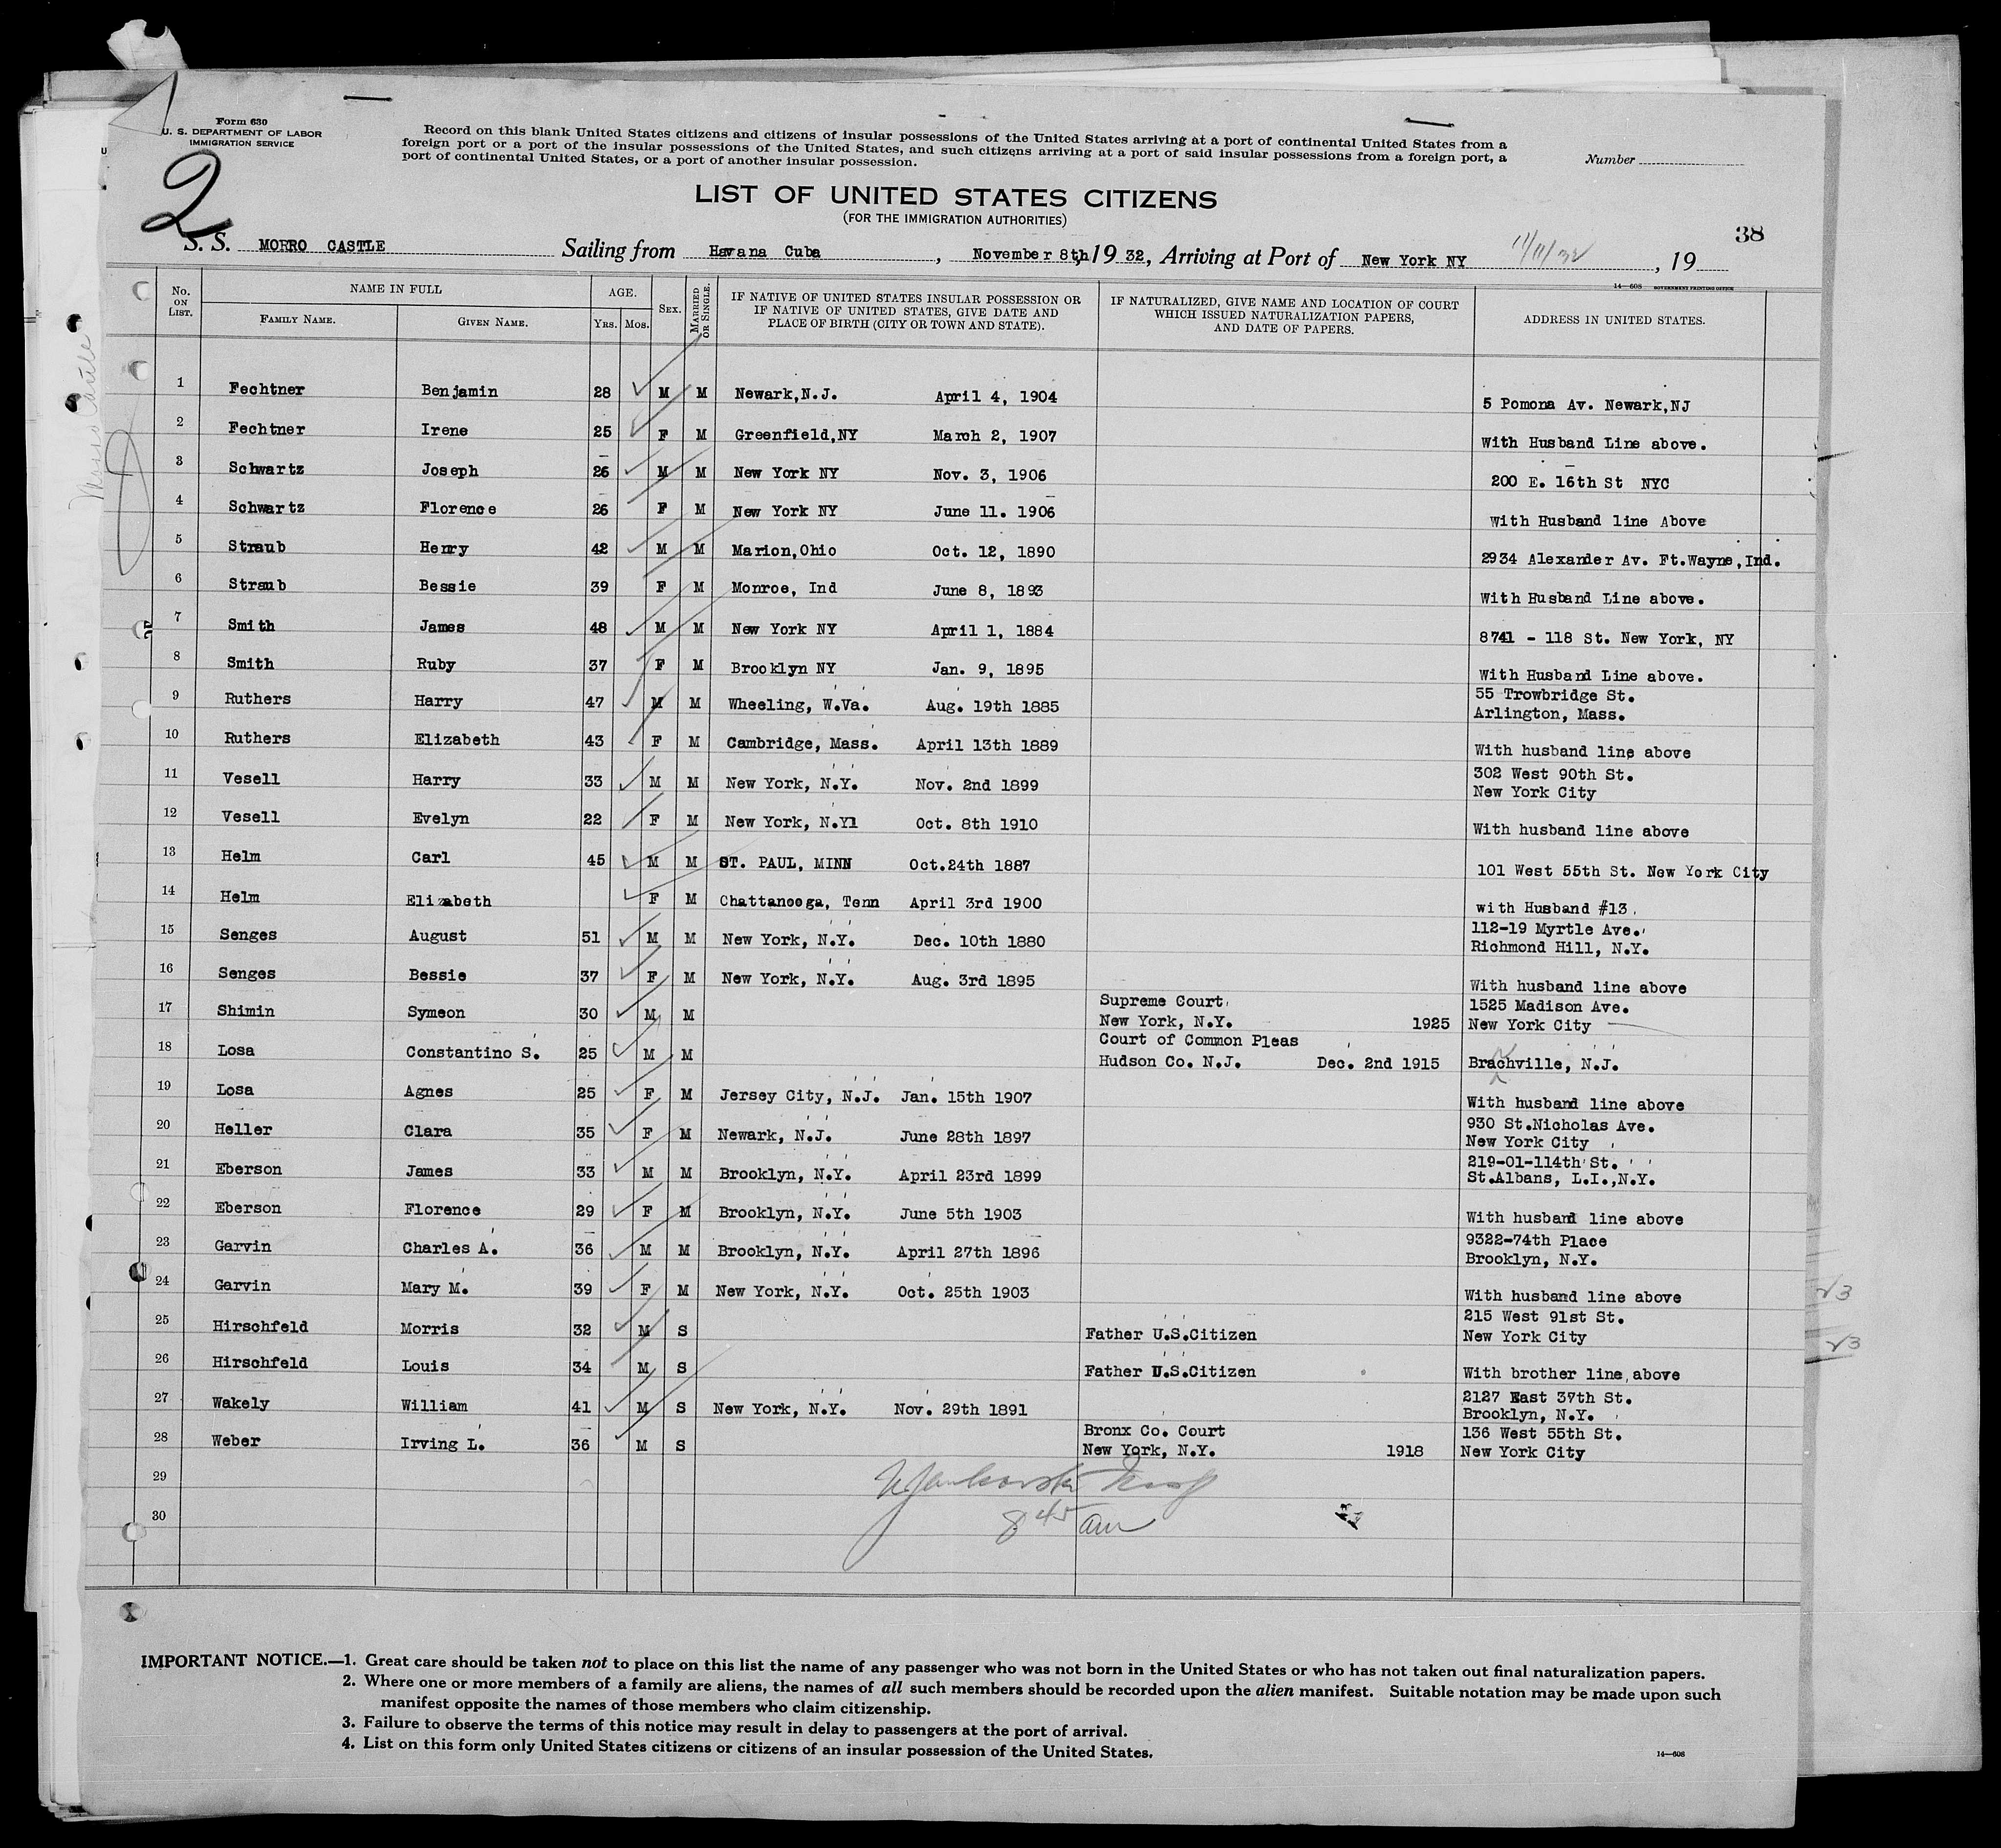 Form 630
U. S. DEPARTMENT OF LABOR
IMMIGRATION SERVICE
2
Record on this blank United States citizens and citizens of insular possessions of the United States arriving at a port of continental United States from a
foreign port or a port of the insular possessions of the United States, and such citizens arriving at a port of said insular possessions from a foreign port, a
port of continental United States, or a port of another insular possession.
Number
LIST OF UNITED STATES CITIZENS
(FOR THE IMMIGRATION AUTHORITIES)
38
S. S. MORRO CASTLE Sailing from Havana Cuba, November 8th, 1932, Arriving at Port of New York NY 11/11/32, 19
14—608 GOVERNMENT PRINTING OFFICE
No. ON LIST. NAME IN FULL AGE. SEX. MARRIED OR SINGLE. IF NATIVE OF UNITED STATES INSULAR POSSESSION OR IF NATIVE OF UNITED STATES, GIVE DATE AND PLACE OF BIRTH (CITY OR TOWN AND STATE). IF NATURALIZED, GIVE NAME AND LOCATION OF COURT WHICH ISSUED NATURALIZATION PAPERS, AND DATE OF PAPERS. ADDRESS IN UNITED STATES.
FAMILY NAME. GIVEN NAME. YRS. MOS.
1 Fechtner Benjamin 28 M M Newark,N.J. April 4, 1904 5 Pomona Av. Newark,NJ
2 Fechtner Irene 25 F M Greenfield,NY March 2, 1907 With Husband Line above.
3 Schwartz Joseph 26 M M New York NY Nov. 3, 1906 200 E. 16th St NYC
4 Schwartz Florence 26 F M New York NY June 11. 1906 With Husband line Above
5 Straub Henry 42 M M Marion,Ohio Oct. 12, 1890 2934 Alexander Av. Ft.Wayne,Ind.
6 Straub Bessie 39 F M Monroe, Ind June 8, 1893 With Husband Line above.
7 Smith James 48 M M New York NY April 1, 1884 8741 - 118 St. New York, NY
8 Smith Ruby 37 F M Brooklyn NY Jan. 9, 1895 With Husband Line above.
9 Ruthers Harry 47 M M Wheeling, W.Va. Aug. 19th 1885 55 Trowbridge St.
Arlington, Mass.
10 Ruthers Elizabeth 43 F M Cambridge, Mass. April 13th 1889 With husband line above
11 Vesell Harry 33 M M New York, N.Y. Nov. 2nd 1899 302 West 90th St.
New York City
12 Vesell Evelyn 22 F M New York, N.Yl Oct. 8th 1910 With husband line above
13 Helm Carl 45 M M ST. PAUL, MINN Oct.24th 1887 101 West 55th St. New York City
14 Helm Elizabeth F M Chattanooga, Tenn April 3rd 1900 with Husband #13
15 Senges August 51 M M New York, N.Y. Dec. 10th 1880 112-19 Myrtle Ave.
Richmond Hill, N.Y.
16 Senges Bessie 37 F M New York, N.Y. Aug. 3rd 1895 With husband line above
17 Shimin Symeon 30 M M Supreme Court 1525 Madison Ave.
New York, N.Y. 1925 New York City
18 Losa Constantino S. 25 M M Court of Common Pleas
Hudson Co. N.J. Dec. 2nd 1915 Brachville, N.J.
19 Losa Agnes 25 F M Jersey City, N.J. Jan. 15th 1907 With husband line above
20 Heller Clara 35 F M Newark, N.J. June 28th 1897 930 St.Nicholas Ave.
New York City
21 Eberson James 33 M M Brooklyn, N.Y. April 23rd 1899 219-01-114th St.
St.Albans, L.I.,N.Y.
22 Eberson Florence 29 F M Brooklyn, N.Y. June 5th 1903 With husband line above
23 Garvin Charles A. 36 M M Brooklyn, N.Y. April 27th 1896 9322-74th Place
Brooklyn, N.Y.
24 Garvin Mary M. 39 F M New York, N.Y. Oct. 25th 1903 With husband line above
25 Hirschfeld Morris 32 M S Father U.S.Citizen 215 West 91st St.
New York City
26 Hirschfeld Louis 34 M S Father U.S.Citizen With brother line above
27 Wakely William 41 M S New York, N.Y. Nov. 29th 1891 2127 East 37th St.
Brooklyn, N.Y.
28 Weber Irving L. 36 M S Bronx Co. Court 136 West 55th St.
New York, N.Y. 1918 New York City
29
30
8 45 am
IMPORTANT NOTICE.—1. Great care should be taken not to place on this list the name of any passenger who was not born in the United States or who has not taken out final naturalization papers.
2. Where one or more members of a family are aliens, the names of all such members should be recorded upon the alien manifest. Suitable notation may be made upon such
manifest opposite the names of those members who claim citizenship.
3. Failure to observe the terms of this notice may result in delay to passengers at the port of arrival.
4. List on this form only United States citizens or citizens of an insular possession of the United States.
14—608